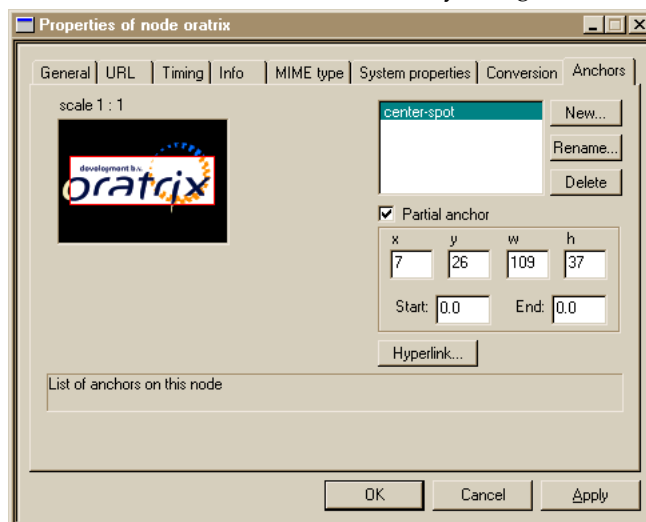 Properties of node oratrix
General URL Timing Info MIME type System properties Conversion Anchors
scale 1 : 1
development b.v.
oratrix
center-spot
New...
Rename...
Delete
Partial anchor
x y w h
7 26 109 37
Start: 0.0 End: 0.0
Hyperlink...
List of anchors on this node
OK Cancel Apply